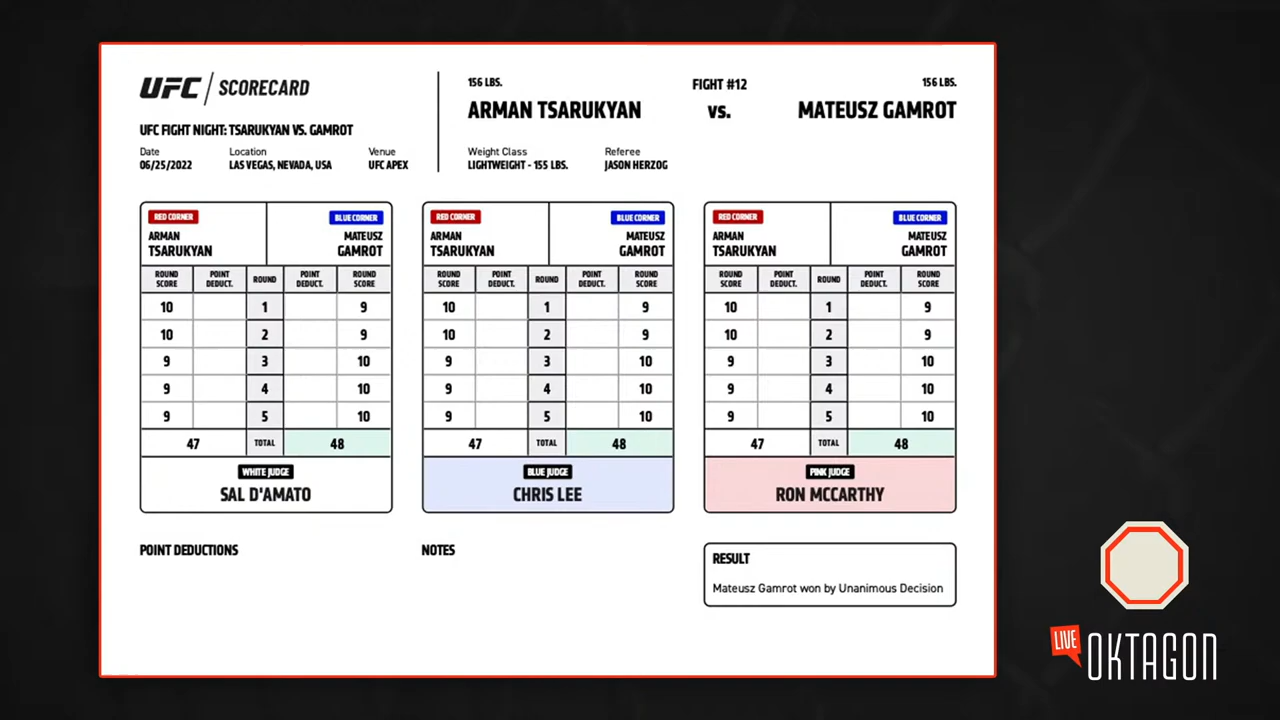 UFC / SCORECARD
UFC FIGHT NIGHT: TSARUKYAN VS. GAMROT
Date Location Venue
06/25/2022 LAS VEGAS, NEVADA, USA UFC APEX
156 LBS. FIGHT #12 156 LBS.
ARMAN TSARUKYAN VS. MATEUSZ GAMROT
Weight Class Referee
LIGHTWEIGHT - 155 LBS. JASON HERZOG
RED CORNER BLUE CORNER
ARMAN MATEUSZ
TSARUKYAN GAMROT
ROUND SCORE POINT DEDUCT. ROUND POINT DEDUCT. ROUND SCORE
10 1 9
10 2 9
9 3 10
9 4 10
9 5 10
47 TOTAL 48
WHITE JUDGE
SAL D'AMATO
RED CORNER BLUE CORNER
ARMAN MATEUSZ
TSARUKYAN GAMROT
ROUND SCORE POINT DEDUCT. ROUND POINT DEDUCT. ROUND SCORE
10 1 9
10 2 9
9 3 10
9 4 10
9 5 10
47 TOTAL 48
BLUE JUDGE
CHRIS LEE
RED CORNER BLUE CORNER
ARMAN MATEUSZ
TSARUKYAN GAMROT
ROUND SCORE POINT DEDUCT. ROUND POINT DEDUCT. ROUND SCORE
10 1 9
10 2 9
9 3 10
9 4 10
9 5 10
47 TOTAL 48
PINK JUDGE
RON MCCARTHY
POINT DEDUCTIONS
NOTES
RESULT
Mateusz Gamrot won by Unanimous Decision
LIVE
OKTAGON